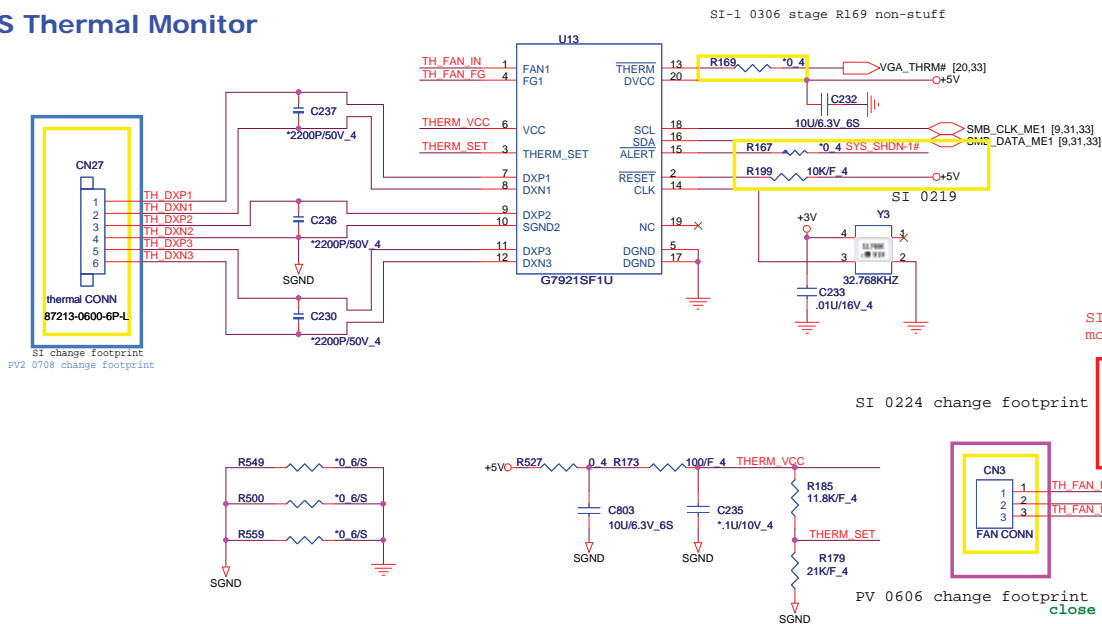 S Thermal Monitor
SI-1 0306 stage R169 non-stuff
U13
TH_FAN_IN 1 FAN1
TH_FAN_FG 4 FG1
THERM_VCC 6 VCC
THERM_SET 3 THERM_SET
7 DXP1
8 DXN1
9 DXP2
10 SGND2
11 DXP3
12 DXN3
THERM 13
DVCC 20
SCL 18
SDA 16
ALERT 15
RESET 2
CLK 14
NC 19
DGND 5
DGND 17
G7921SF1U
R169 *0_4
VGA_THRM# [20,33]
+5V
C232
10U/6.3V_6S
SMB_CLK_ME1 [9,31,33]
SMB_DATA_ME1 [9,31,33]
R167 *0_4 SYS_SHDN-1#
R199 10K/F_4 +5V
SI 0219
+3V
Y3
4 1
3 2
32.768KHZ
C233
.01U/16V_4
C237
*2200P/50V_4
C236
*2200P/50V_4
SGND
C230
*2200P/50V_4
CN27
1 TH_DXP1
2 TH_DXN1
3 TH_DXP2
4 TH_DXN2
5 TH_DXP3
6 TH_DXN3
thermal CONN
87213-0600-6P-L
SI change footprint
PV2 0708 change footprint
SI
mo
SI 0224 change footprint
R549 *0_6/S
R500 *0_6/S
R559 *0_6/S
SGND
+5V R527 0_4 R173 100/F_4 THERM_VCC
C803
10U/6.3V_6S
SGND
C235
*.1U/10V_4
SGND
R185
11.8K/F_4
THERM_SET
R179
21K/F_4
SGND
CN3
1 1 TH_FAN_
2 2
3 3 TH_FAN_
FAN CONN
PV 0606 change footprint
close